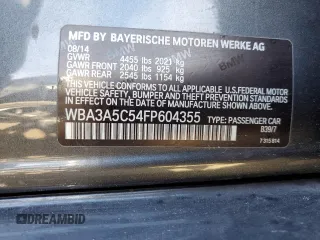 MFD BY BAYERISCHE MOTOREN WERKE AG
08/14
GVWR 4455 lbs 2021 kg
GAWR FRONT 2040 lbs 925 kg
GAWR REAR 2545 lbs 1154 kg
THIS VEHICLE CONFORMS TO ALL APPLICABLE U.S. FEDERAL MOTOR
VEHICLE SAFETY, BUMPER, AND THEFT PREVENTION STANDARDS IN
EFFECT ON THE DATE OF MANUFACTURE SHOWN ABOVE.
WBA3A5C54FP604355 TYPE: PASSENGER CAR
B39/7
7315814
DIARBID